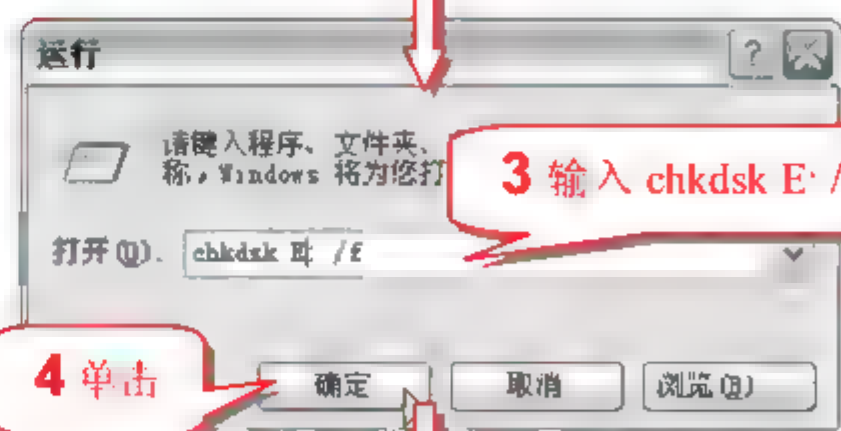 运行
?
请键入程序、文件夹、
称，Windows 将为您打
3 输入 chkdsk E: /
打开(O). chkdsk E: /f
4 单击
确定 取消 浏览(B)